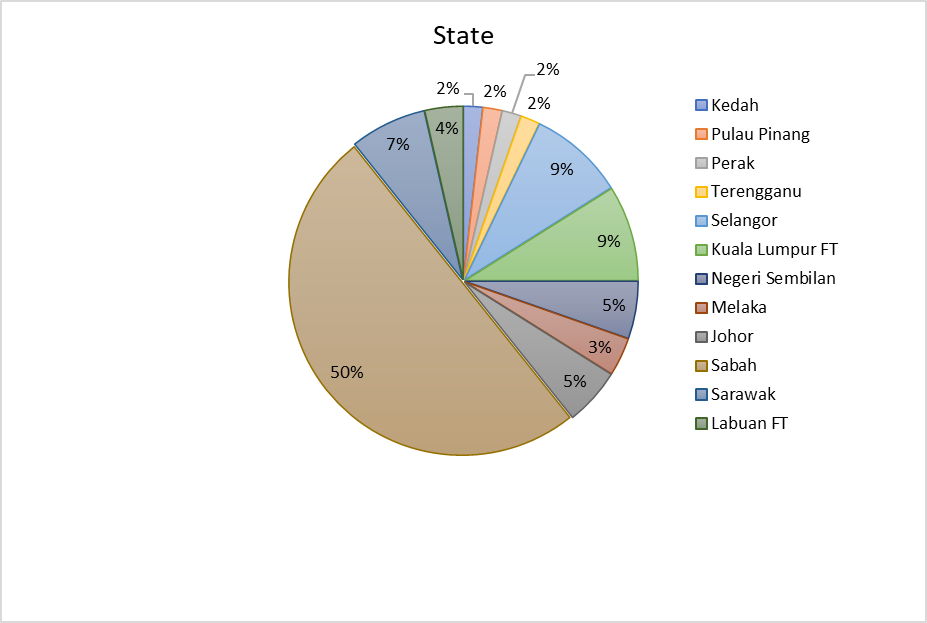 State
2%
2%
2%
2%
9%
9%
5%
3%
5%
50%
7%
4%
Kedah
Pulau Pinang
Perak
Terengganu
Selangor
Kuala Lumpur FT
Negeri Sembilan
Melaka
Johor
Sabah
Sarawak
Labuan FT